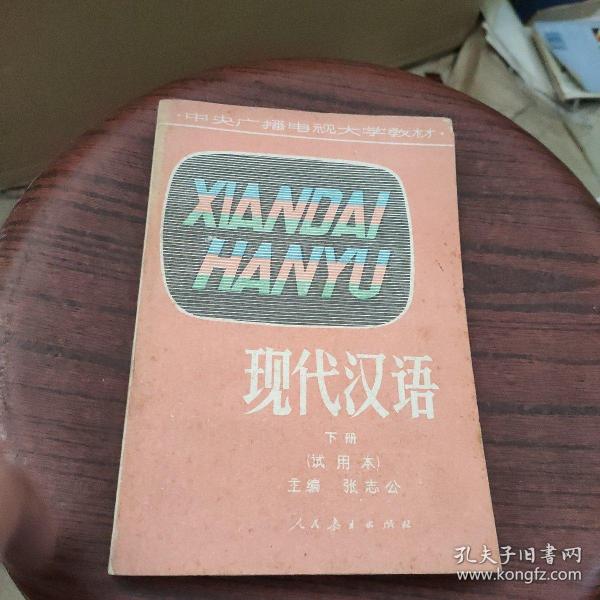 ·中央广播电视大学教材·
XIANDAI
HANYU
现代汉语
下册
(试用本)
主编 张志公
人民教育出版社
孔夫子旧书网
www.kongfz.com